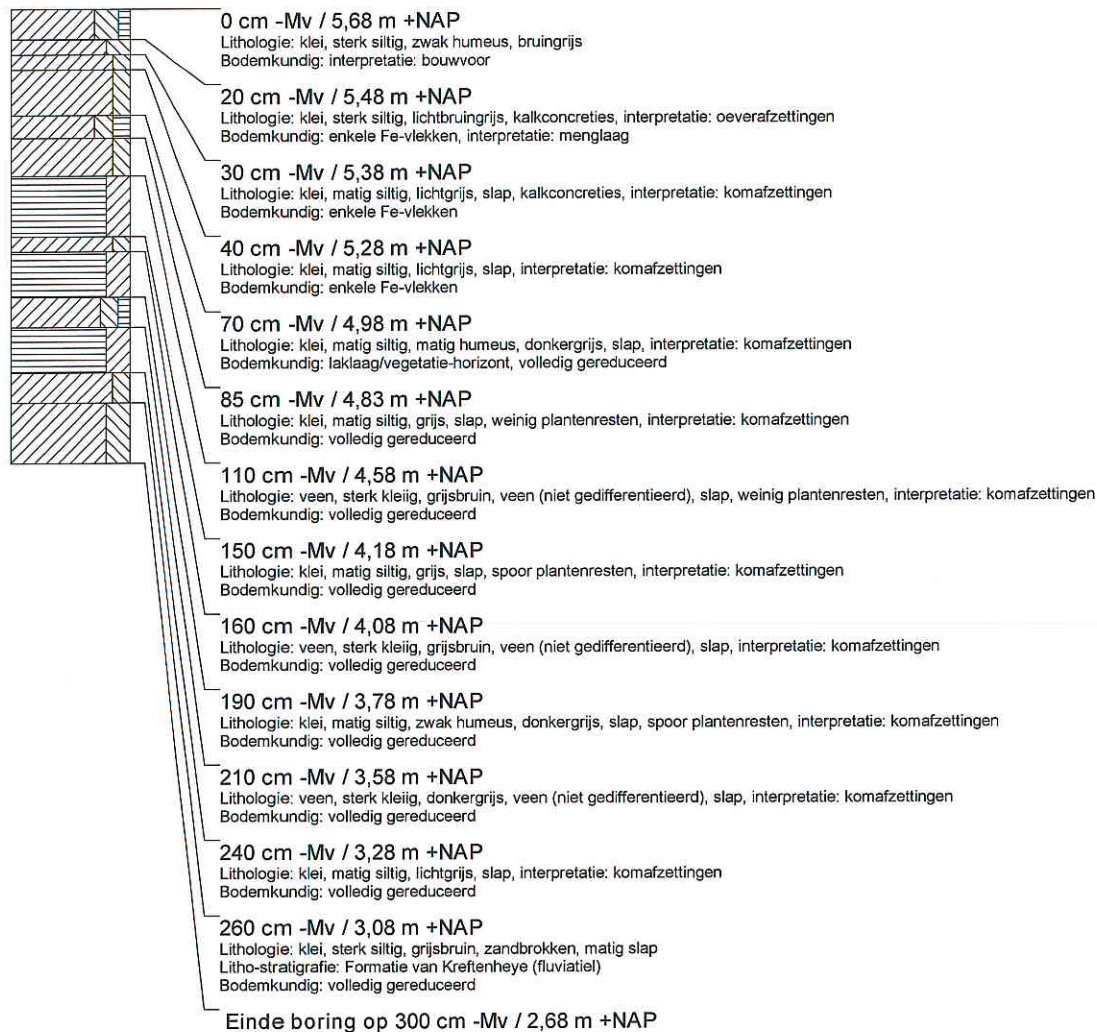 0 cm -Mv / 5,68 m +NAP
Lithologie: klei, sterk siltig, zwak humeus, bruingrijs
Bodemkundig: interpretatie: bouwvoor
20 cm -Mv / 5,48 m +NAP
Lithologie: klei, sterk siltig, lichtbruingrijs, kalkconcreties, interpretatie: oeverafzettingen
Bodemkundig: enkele Fe-vlekken, interpretatie: menglaag
30 cm -Mv / 5,38 m +NAP
Lithologie: klei, matig siltig, lichtgrijs, slap, kalkconcreties, interpretatie: komafzettingen
Bodemkundig: enkele Fe-vlekken
40 cm -Mv / 5,28 m +NAP
Lithologie: klei, matig siltig, lichtgrijs, slap, interpretatie: komafzettingen
Bodemkundig: enkele Fe-vlekken
70 cm -Mv / 4,98 m +NAP
Lithologie: klei, matig siltig, matig humeus, donkergrijs, slap, interpretatie: komafzettingen
Bodemkundig: laklaag/vegetatie-horizont, volledig gereduceerd
85 cm -Mv / 4,83 m +NAP
Lithologie: klei, matig siltig, grijs, slap, weinig plantenresten, interpretatie: komafzettingen
Bodemkundig: volledig gereduceerd
110 cm -Mv / 4,58 m +NAP
Lithologie: veen, sterk kleiig, grijsbruin, veen (niet gedifferentieerd), slap, weinig plantenresten, interpretatie: komafzettingen
Bodemkundig: volledig gereduceerd
150 cm -Mv / 4,18 m +NAP
Lithologie: klei, matig siltig, grijs, slap, spoor plantenresten, interpretatie: komafzettingen
Bodemkundig: volledig gereduceerd
160 cm -Mv / 4,08 m +NAP
Lithologie: veen, sterk kleiig, grijsbruin, veen (niet gedifferentieerd), slap, interpretatie: komafzettingen
Bodemkundig: volledig gereduceerd
190 cm -Mv / 3,78 m +NAP
Lithologie: klei, matig siltig, zwak humeus, donkergrijs, slap, spoor plantenresten, interpretatie: komafzettingen
Bodemkundig: volledig gereduceerd
210 cm -Mv / 3,58 m +NAP
Lithologie: veen, sterk kleiig, donkergrijs, veen (niet gedifferentieerd), slap, interpretatie: komafzettingen
Bodemkundig: volledig gereduceerd
240 cm -Mv / 3,28 m +NAP
Lithologie: klei, matig siltig, lichtgrijs, slap, interpretatie: komafzettingen
Bodemkundig: volledig gereduceerd
260 cm -Mv / 3,08 m +NAP
Lithologie: klei, sterk siltig, grijsbruin, zandbrokken, matig slap
Litho-stratigrafie: Formatie van Kreftenheye (fluviatiel)
Bodemkundig: volledig gereduceerd
Einde boring op 300 cm -Mv / 2,68 m +NAP